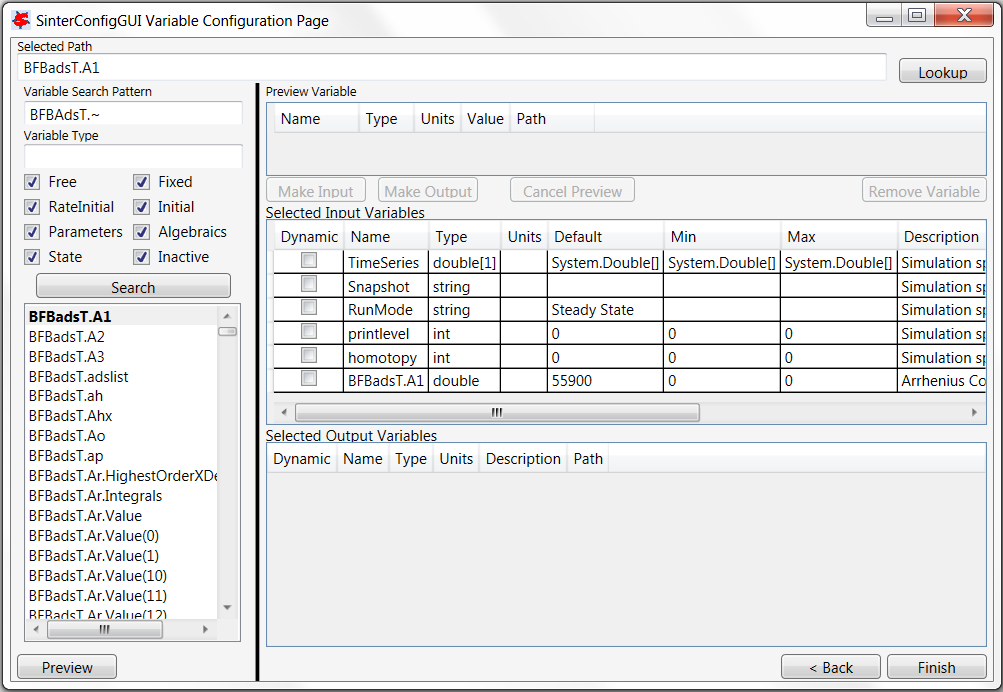 SinterConfigGUI Variable Configuration Page
Selected Path
BFBadsT.A1
Lookup
Variable Search Pattern
BFBAdsT.~
Variable Type
Free Fixed
RateInitial Initial
Parameters Algebraics
State Inactive
Search
BFBadsT.A1
BFBadsT.A2
BFBadsT.A3
BFBadsT.adslist
BFBadsT.ah
BFBadsT.Ahx
BFBadsT.Ao
BFBadsT.ap
BFBadsT.Ar.HighestOrderXDe
BFBadsT.Ar.Integrals
BFBadsT.Ar.Value
BFBadsT.Ar.Value(0)
BFBadsT.Ar.Value(1)
BFBadsT.Ar.Value(10)
BFBadsT.Ar.Value(11)
BFBadsT.Ar.Value(12)
Preview
Preview Variable
Name Type Units Value Path
Make Input Make Output Cancel Preview Remove Variable
Selected Input Variables
Dynamic Name Type Units Default Min Max Description
TimeSeries double[1] System.Double[] System.Double[] System.Double[] Simulation sp
Snapshot string Simulation sp
RunMode string Steady State Simulation sp
printlevel int 0 0 0 Simulation sp
homotopy int 0 0 0 Simulation sp
BFBadsT.A1 double 55900 0 0 Arrhenius Co
Selected Output Variables
Dynamic Name Type Units Description Path
< Back Finish